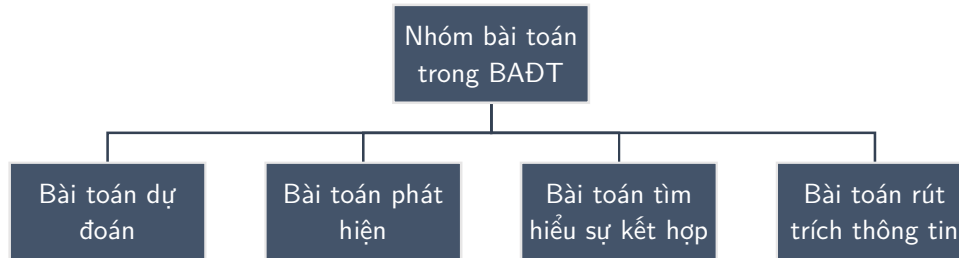 Nhóm bài toán
trong BAĐT
Bài toán dự
đoán
Bài toán phát
hiện
Bài toán tìm
hiểu sự kết hợp
Bài toán rút
trích thông tin